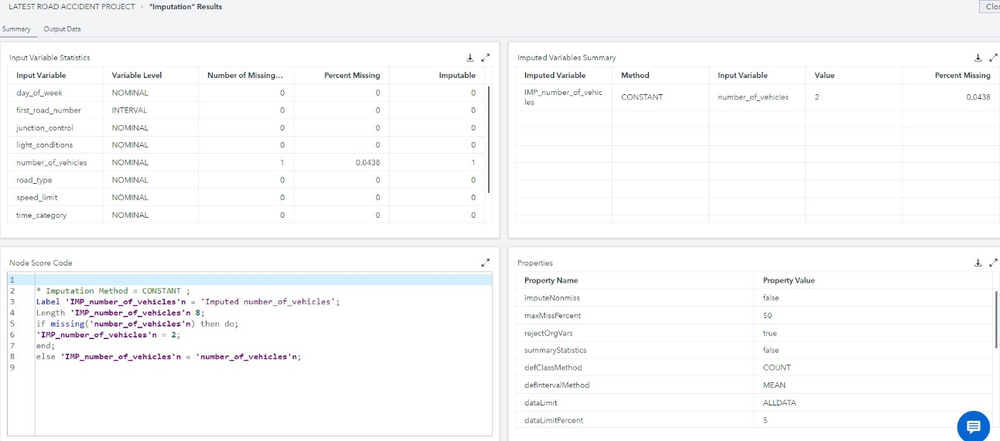 LATEST ROAD ACCIDENT PROJECT > "Imputation" Results
Clos
Summary Output Data
Input Variable Statistics
Input Variable Variable Level Number of Missing... Percent Missing Imputable
day_of_week NOMINAL 0 0 0
first_road_number INTERVAL 0 0 0
junction_control NOMINAL 0 0 0
light_conditions NOMINAL 0 0 0
number_of_vehicles NOMINAL 1 0.0438 1
road_type NOMINAL 0 0 0
speed_limit NOMINAL 0 0 0
time_category NOMINAL 0 0 0
Imputed Variables Summary
Imputed Variable Method Input Variable Value Percent Missing
IMP_number_of_vehic
les CONSTANT number_of_vehicles 2 0.0438
Node Score Code
1
2 * Imputation Method = CONSTANT ;
3 Label 'IMP_number_of_vehicles'n = 'Imputed number_of_vehicles';
4 Length 'IMP_number_of_vehicles'n 8;
5 if missing('number_of_vehicles'n) then do;
6 'IMP_number_of_vehicles'n = 2;
7 end;
8 else 'IMP_number_of_vehicles'n = 'number_of_vehicles'n;
9
Properties
Property Name Property Value
imputeNonmiss false
maxMissPercent 50
rejectOrgVars true
summaryStatistics false
defClassMethod COUNT
defIntervalMethod MEAN
dataLimit ALLDATA
dataLimitPercent 5